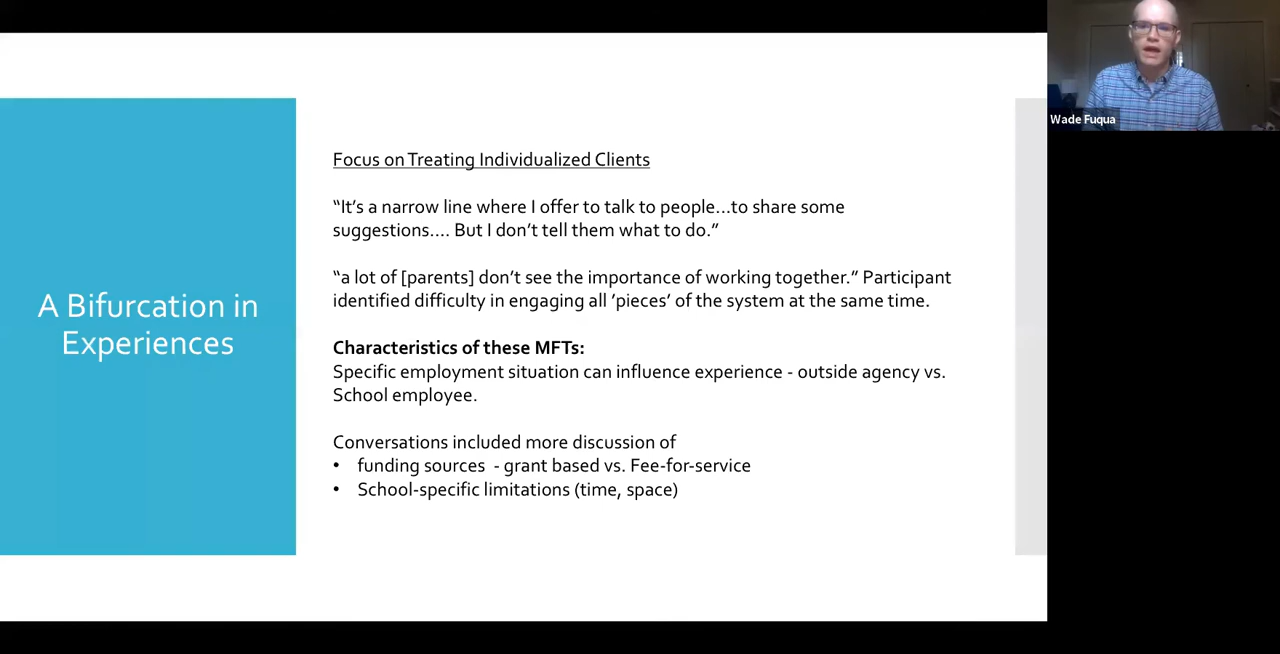 A Bifurcation in
Experiences
Focus on Treating Individualized Clients
“It’s a narrow line where I offer to talk to people…to share some
suggestions…. But I don’t tell them what to do.”
“a lot of [parents] don’t see the importance of working together.” Participant
identified difficulty in engaging all ‘pieces’ of the system at the same time.
Characteristics of these MFTs:
Specific employment situation can influence experience - outside agency vs.
School employee.
Conversations included more discussion of
• funding sources  - grant based vs. Fee-for-service
• School-specific limitations (time, space)
Wade Fuqua